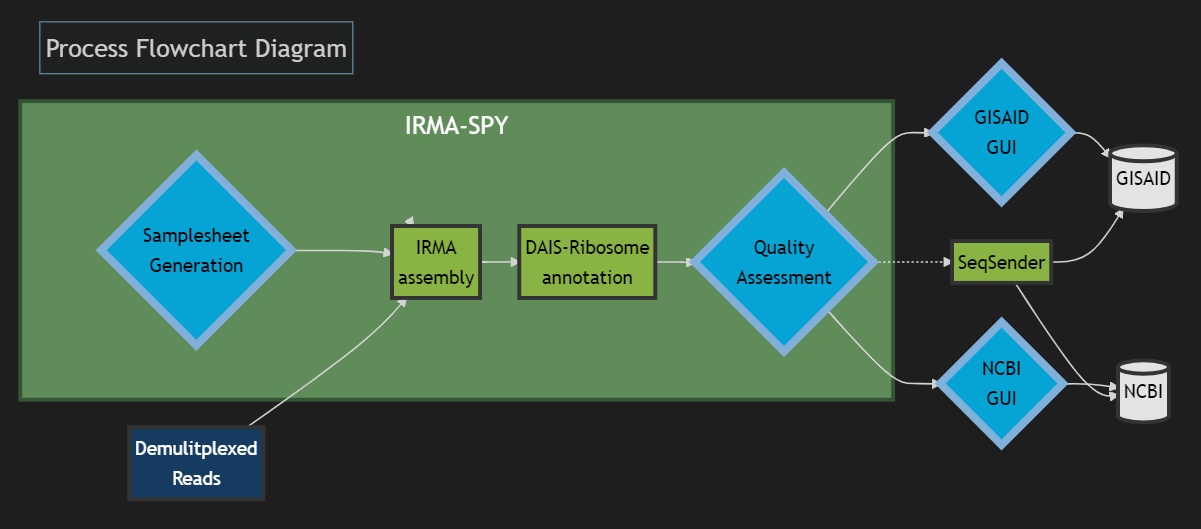 Process Flowchart Diagram
IRMA-SPY
Samplesheet
Generation
IRMA
assembly
DAIS-Ribosome
annotation
Quality
Assessment
GISAID
GUI
GISAID
SeqSender
NCBI
GUI
NCBI
Demulitplexed
Reads